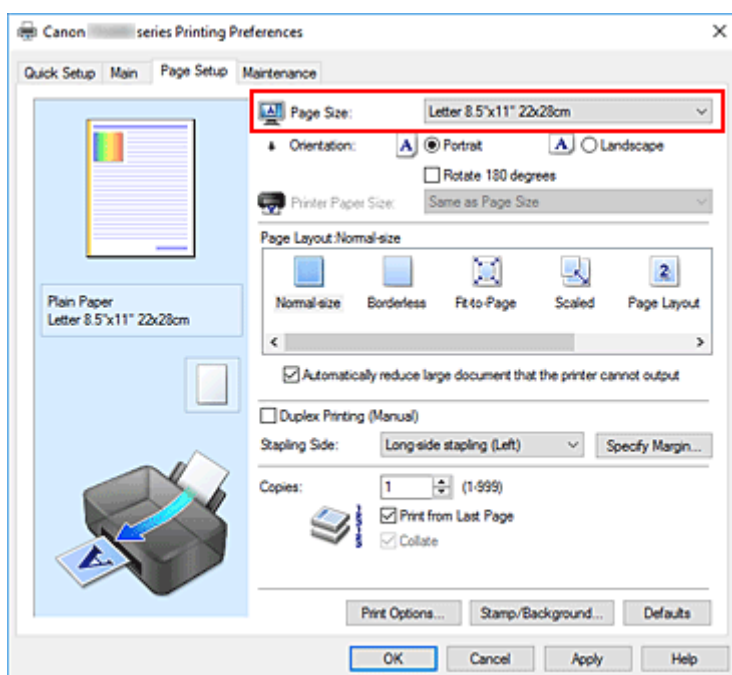 Canon series Printing Preferences
Quick Setup Main Page Setup Maintenance
Page Size: Letter 8.5"x11" 22x28cm
Orientation: A Portrait A Landscape
Rotate 180 degrees
Printer Paper Size: Same as Page Size
Page Layout:Normal-size
2
Normal-size Borderless Fit-to-Page Scaled Page Layout
Plain Paper
Letter 8.5"x11" 22x28cm
Automatically reduce large document that the printer cannot output
Duplex Printing (Manual)
Stapling Side: Long-side stapling (Left) Specify Margin...
Copies: 1 (1-999)
Print from Last Page
Collate
A
Print Options... Stamp/Background... Defaults
OK Cancel Apply Help